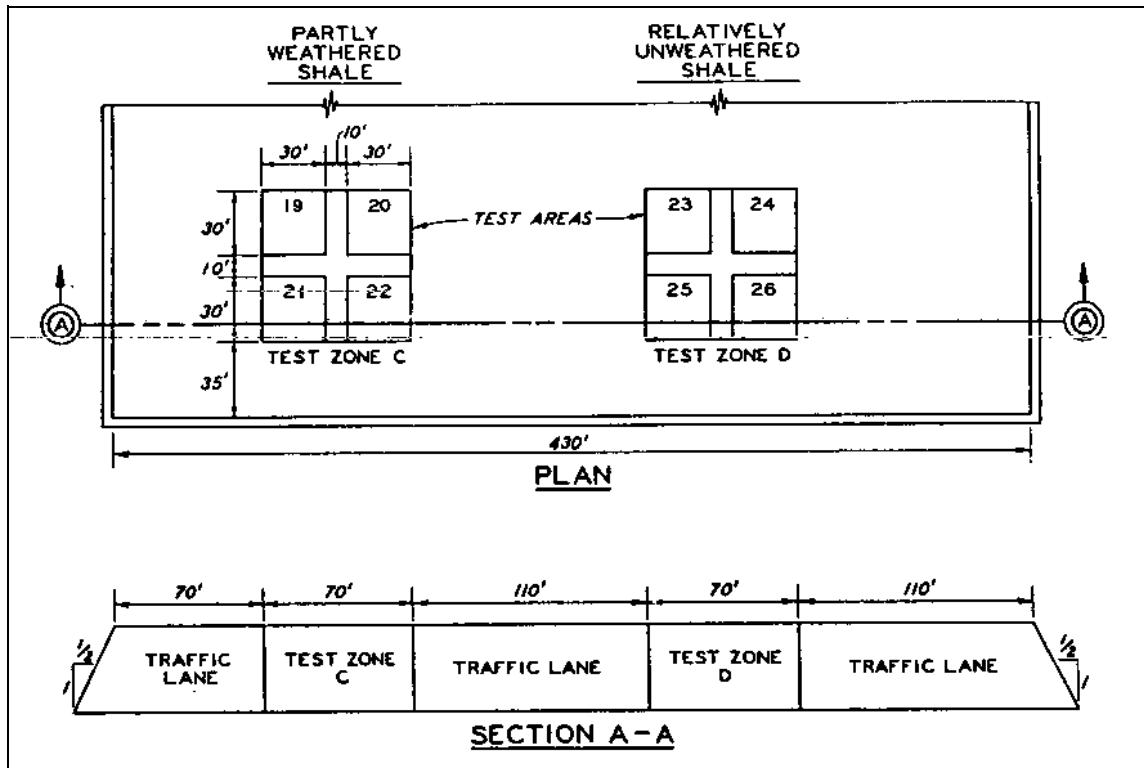 PARTLY
WEATHERED
SHALE
RELATIVELY
UNWEATHERED
SHALE
10'
30'
30'
19
20
23
24
TEST AREAS
30'
10'
30'
35'
21
22
25
26
A
A
TEST ZONE C
TEST ZONE D
430'
PLAN
70'
70'
110'
70'
110'
1/2
1
TRAFFIC
LANE
TEST ZONE
C
TRAFFIC LANE
TEST ZONE
D
TRAFFIC LANE
1/2
1
SECTION A-A